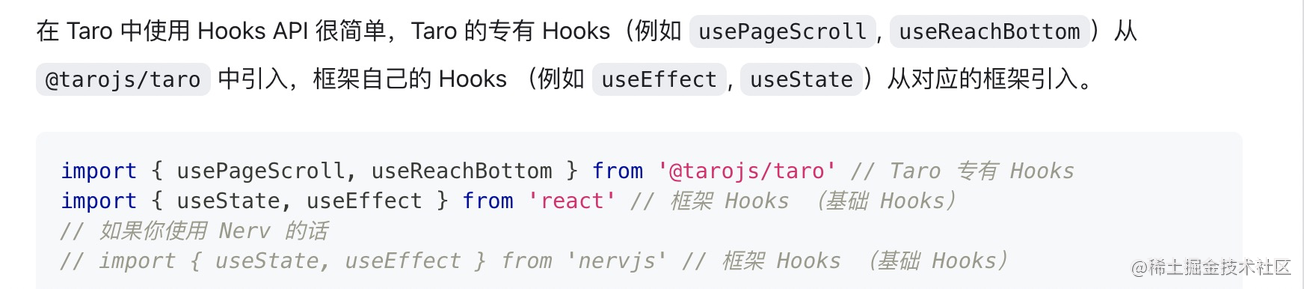 在 Taro 中使用 Hooks API 很简单，Taro 的专有 Hooks（例如 usePageScroll, useReachBottom）从
@tarojs/taro 中引入，框架自己的 Hooks （例如 useEffect, useState）从对应的框架引入。
import { usePageScroll, useReachBottom } from '@tarojs/taro' // Taro 专有 Hooks
import { useState, useEffect } from 'react' // 框架 Hooks （基础 Hooks）
// 如果你使用 Nerv 的话
// import { useState, useEffect } from 'nervjs' // 框架 Hooks （基础 Hooks）
@稀土掘金技术社区